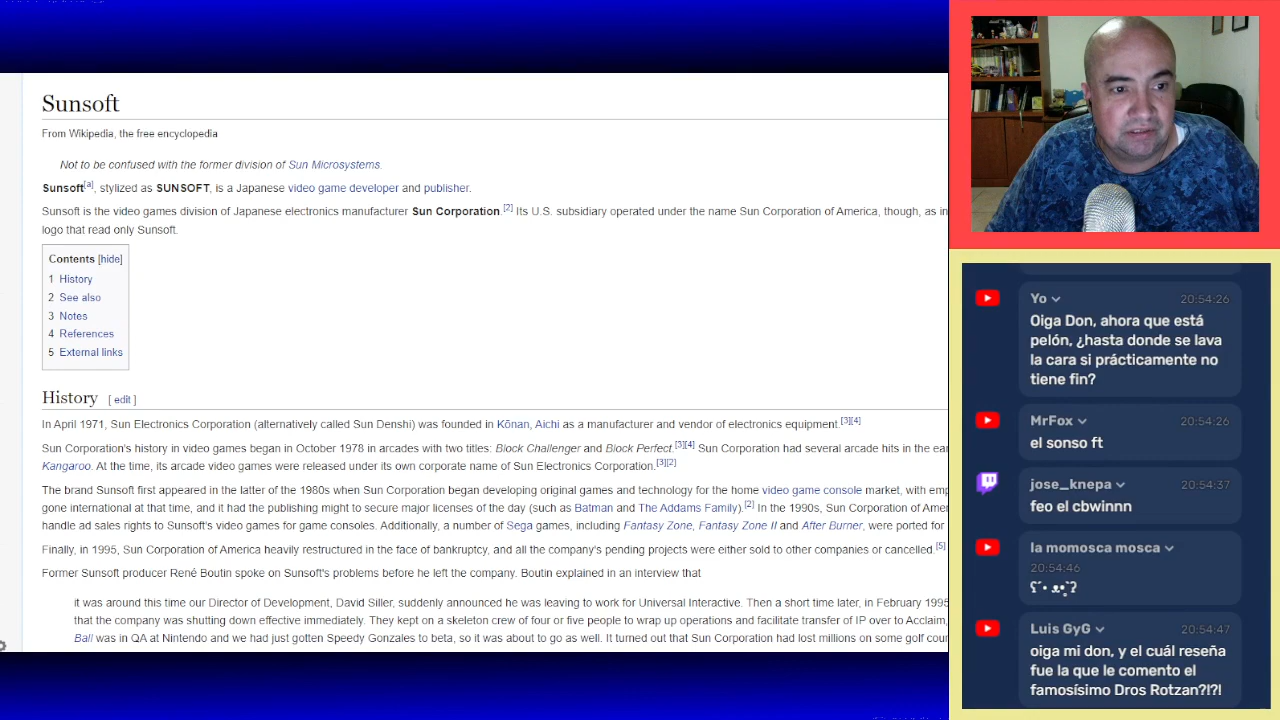 Sunsoft
From Wikipedia, the free encyclopedia
Not to be confused with the former division of Sun Microsystems.
Sunsoft[a], stylized as SUNSOFT, is a Japanese video game developer and publisher.
Sunsoft is the video games division of Japanese electronics manufacturer Sun Corporation.[2] Its U.S. subsidiary operated under the name Sun Corporation of America, though, as in
logo that read only Sunsoft.
Contents [hide]
1 History
2 See also
3 Notes
4 References
5 External links
History [ edit ]
In April 1971, Sun Electronics Corporation (alternatively called Sun Denshi) was founded in Kōnan, Aichi as a manufacturer and vendor of electronics equipment.[3][4]
Sun Corporation's history in video games began in October 1978 in arcades with two titles: Block Challenger and Block Perfect.[3][4] Sun Corporation had several arcade hits in the ear
Kangaroo. At the time, its arcade video games were released under its own corporate name of Sun Electronics Corporation.[3][2]
The brand Sunsoft first appeared in the latter of the 1980s when Sun Corporation began developing original games and technology for the home video game console market, with emp
gone international at that time, and it had the publishing might to secure major licenses of the day (such as Batman and The Addams Family).[2] In the 1990s, Sun Corporation of Amer
handle ad sales rights to Sunsoft's video games for game consoles. Additionally, a number of Sega games, including Fantasy Zone, Fantasy Zone II and After Burner, were ported for
Finally, in 1995, Sun Corporation of America heavily restructured in the face of bankruptcy, and all the company's pending projects were either sold to other companies or cancelled.[5]
Former Sunsoft producer René Boutin spoke on Sunsoft's problems before he left the company. Boutin explained in an interview that
it was around this time our Director of Development, David Siller, suddenly announced he was leaving to work for Universal Interactive. Then a short time later, in February 1995
that the company was shutting down effective immediately. They kept on a skeleton crew of four or five people to wrap up operations and facilitate transfer of IP over to Acclaim,
Ball was in QA at Nintendo and we had just gotten Speedy Gonzales to beta, so it was about to go as well. It turned out that Sun Corporation had lost millions on some golf cour
Yo 20:54:26
Oiga Don, ahora que está
pelón, ¿hasta donde se lava
la cara si prácticamente no
tiene fin?
MrFox 20:54:26
el sonso ft
jose_knepa 20:54:37
feo el cbwinnn
la momosca mosca
20:54:46
Luis GyG 20:54:47
oiga mi don, y el cuál reseña
fue la que le comento el
famosísimo Dros Rotzan?!?!